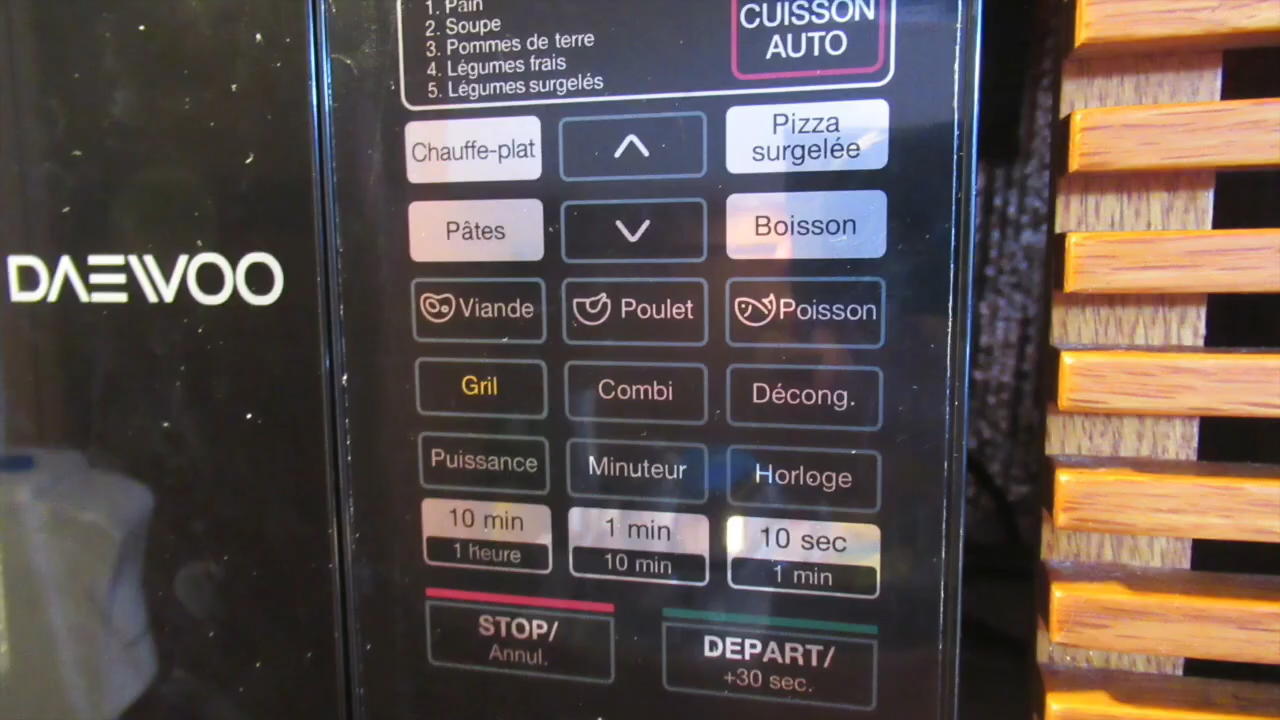 1. Pain
2. Soupe
3. Pommes de terre
4. Légumes frais
5. Légumes surgelés
CUISSON
AUTO
Chauffe-plat
Pizza
surgelée
Pâtes
Boisson
DAEWOO
Viande
Poulet
Poisson
Gril
Combi
Décong.
Puissance
Minuteur
Horloge
10 min
1 heure
1 min
10 min
10 sec
1 min
STOP/
Annul.
DEPART/
+30 sec.